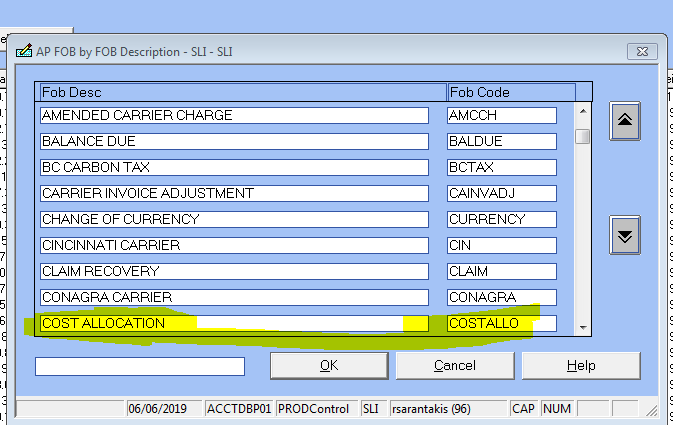 AP FOB by FOB Description - SLI - SLI
Fob Desc Fob Code
AMENDED CARRIER CHARGE AMCCH
BALANCE DUE BALDUE
BC CARBON TAX BCTAX
CARRIER INVOICE ADJUSTMENT CAINVADJ
CHANGE OF CURRENCY CURRENCY
CINCINNATI CARRIER CIN
CLAIM RECOVERY CLAIM
CONAGRA CARRIER CONAGRA
COST ALLOCATION COSTALLO
OK Cancel Help
06/06/2019 ACCTDBP01 PRODControl SLI rsarantakis (96) CAP NUM